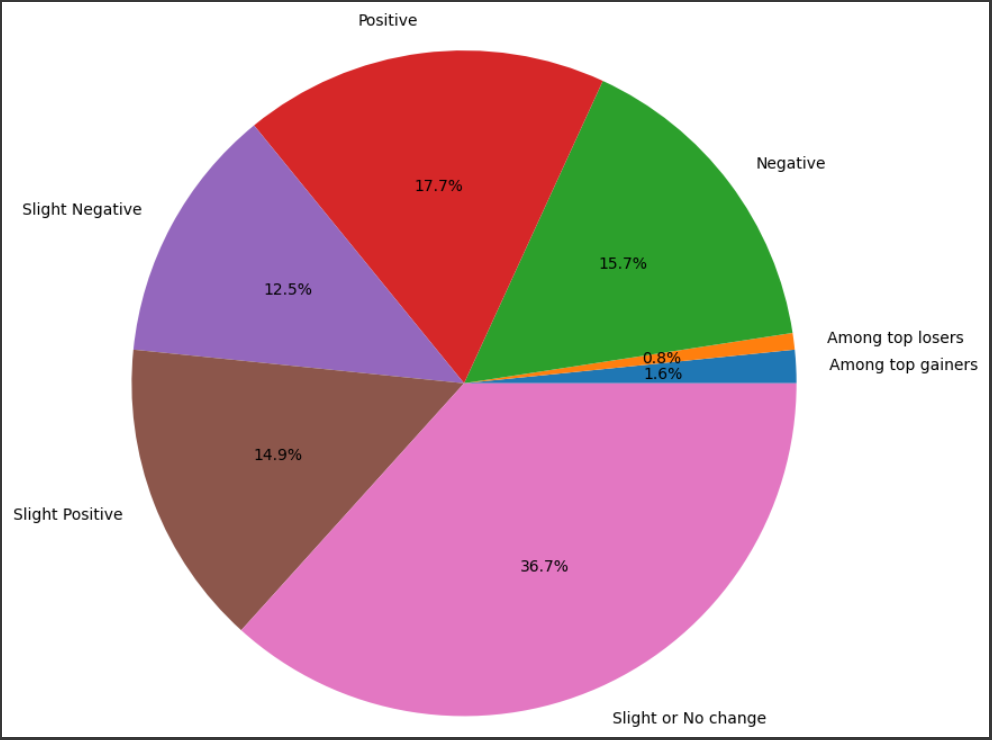 Positive
Negative
17.7%
Slight Negative
15.7%
12.5%
Among top losers
0.8%
Among top gainers
1.6%
14.9%
Slight Positive
36.7%
Slight or No change